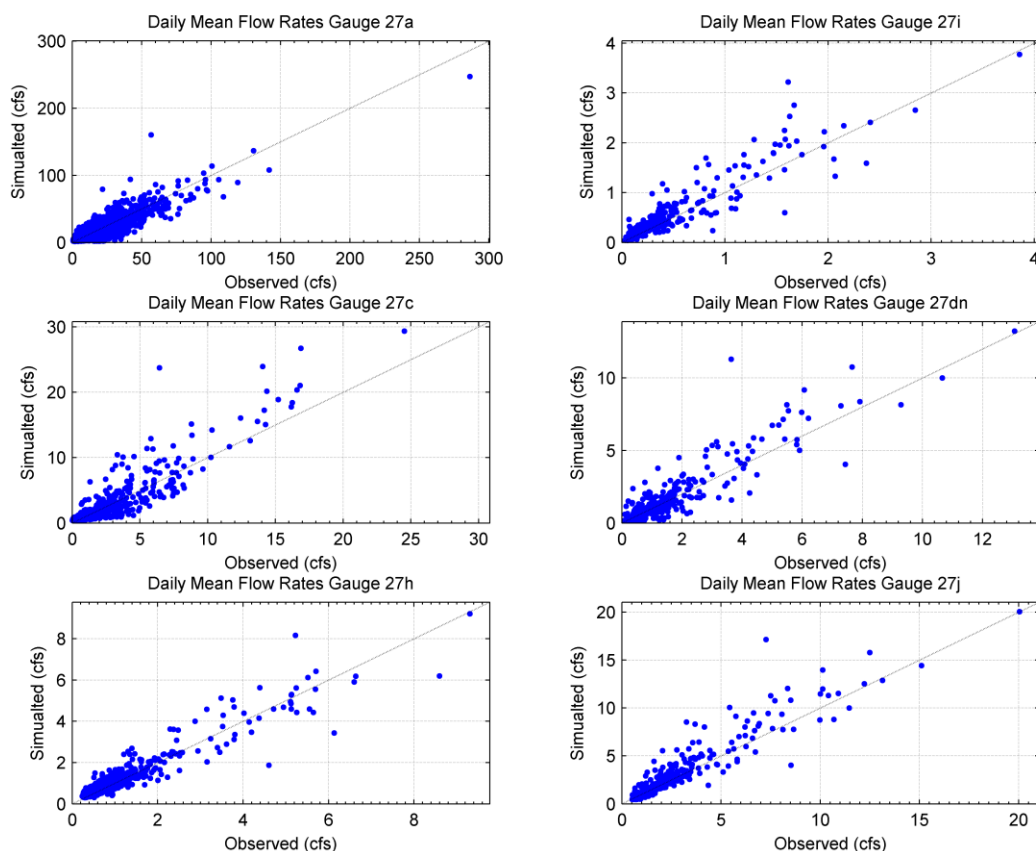 Daily Mean Flow Rates Gauge 27a
300
200
100
0
Simualted (cfs)
0 50 100 150 200 250 300
Observed (cfs)
Daily Mean Flow Rates Gauge 27i
4
3
2
1
0
Simualted (cfs)
0 1 2 3 4
Observed (cfs)
Daily Mean Flow Rates Gauge 27c
30
20
10
0
Simualted (cfs)
0 5 10 15 20 25 30
Observed (cfs)
Daily Mean Flow Rates Gauge 27dn
10
5
0
Simualted (cfs)
0 2 4 6 8 10 12
Observed (cfs)
Daily Mean Flow Rates Gauge 27h
8
6
4
2
0
Simualted (cfs)
0 2 4 6 8
Observed (cfs)
Daily Mean Flow Rates Gauge 27j
20
15
10
5
0
Simualted (cfs)
0 5 10 15 20
Observed (cfs)